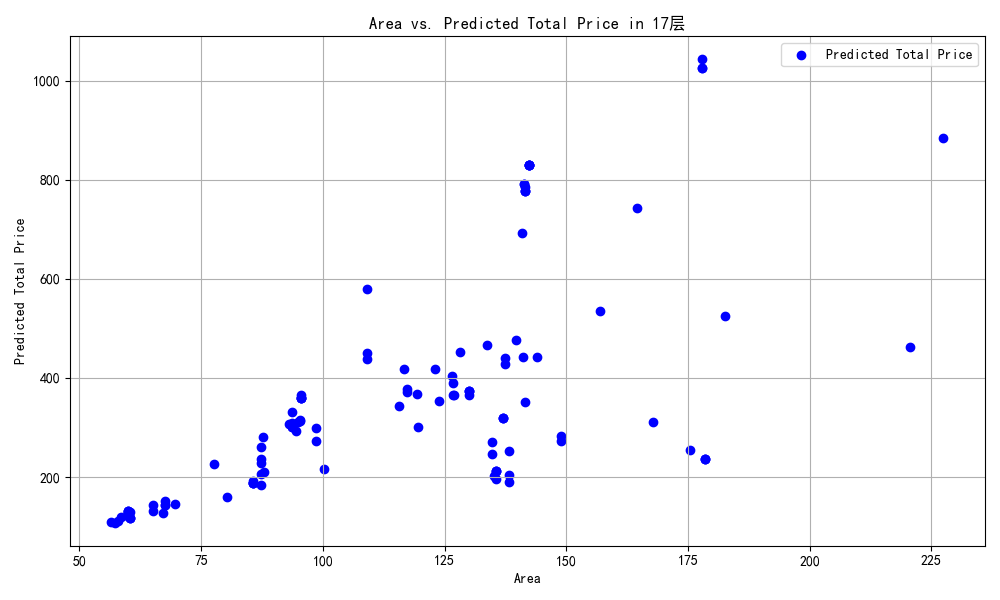 Area vs. Predicted Total Price in 17层
Predicted Total Price
1000
800
600
400
200
Predicted Total Price
50 75 100 125 150 175 200 225
Area